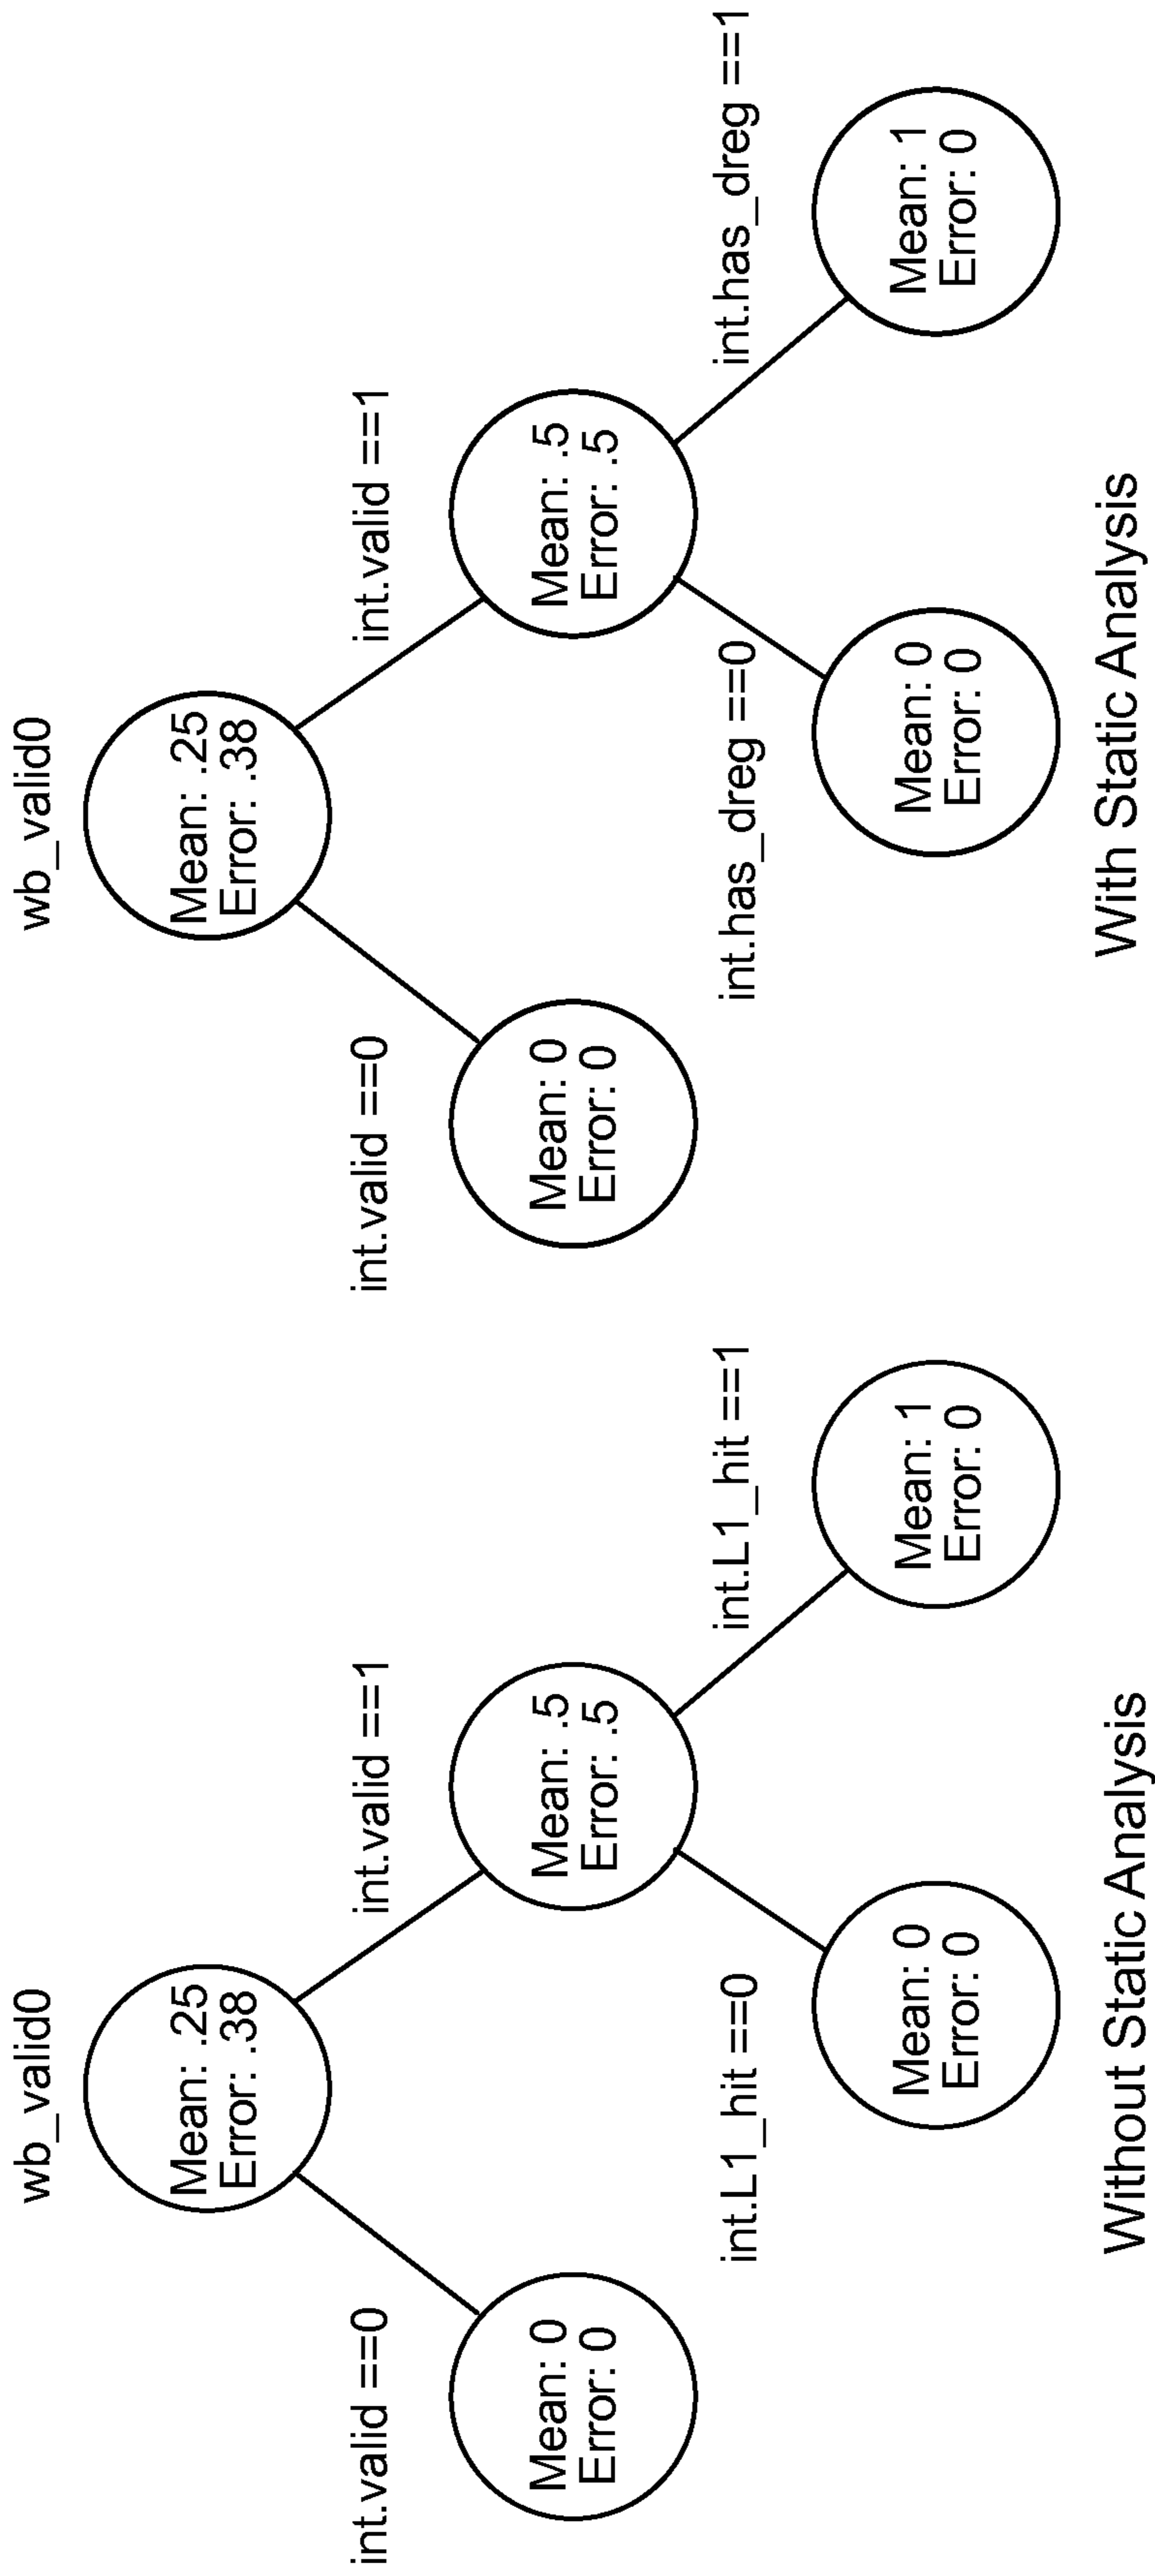 wb_valid0
Mean: .25
Error: .38
int.valid ==0
int.valid ==1
Mean: 0
Error: 0
Mean: .5
Error: .5
int.L1_hit ==0
int.L1_hit ==1
Mean: 0
Error: 0
Mean: 1
Error: 0
Without Static Analysis
wb_valid0
Mean: .25
Error: .38
int.valid ==0
int.valid ==1
Mean: 0
Error: 0
Mean: .5
Error: .5
int.has_dreg ==0
int.has_dreg ==1
Mean: 0
Error: 0
Mean: 1
Error: 0
With Static Analysis